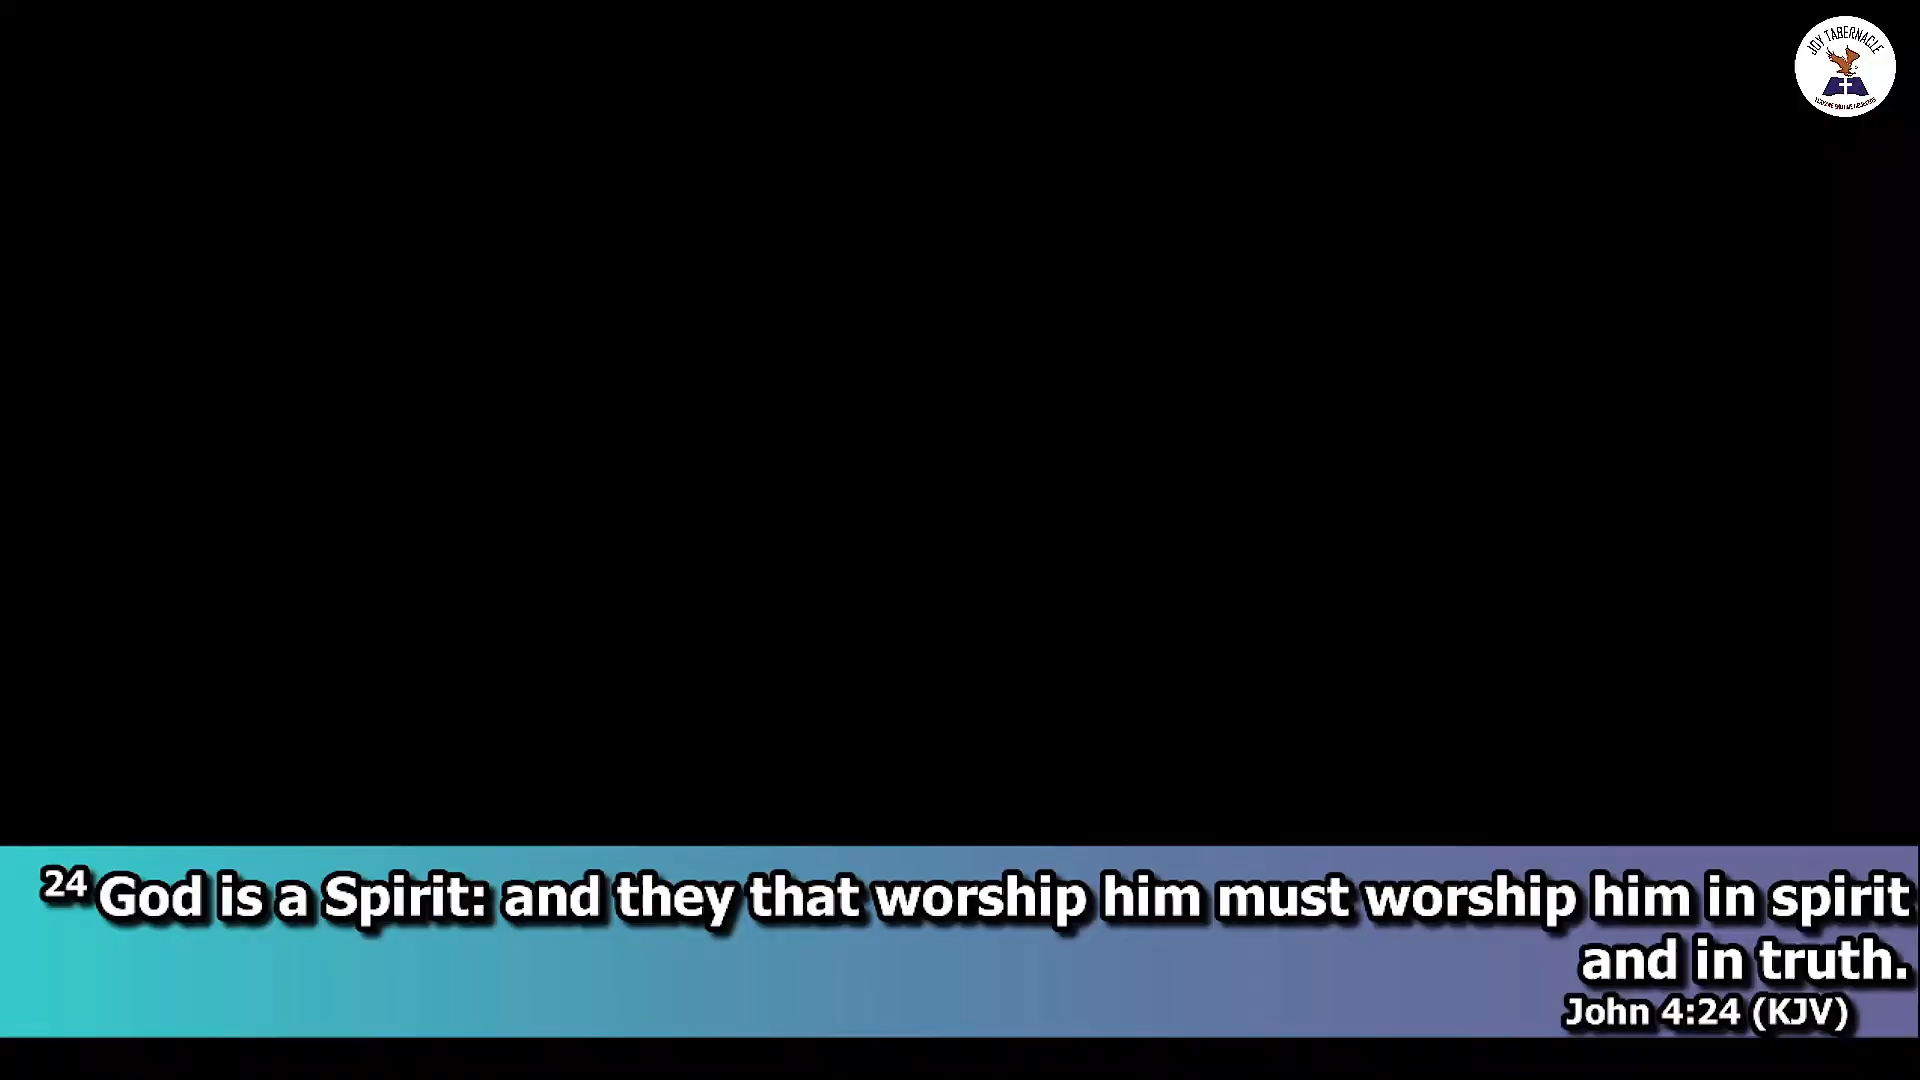 JOY TABERNACLE
24 God is a Spirit: and they that worship him must worship him in spirit
and in truth.
John 4:24 (KJV)